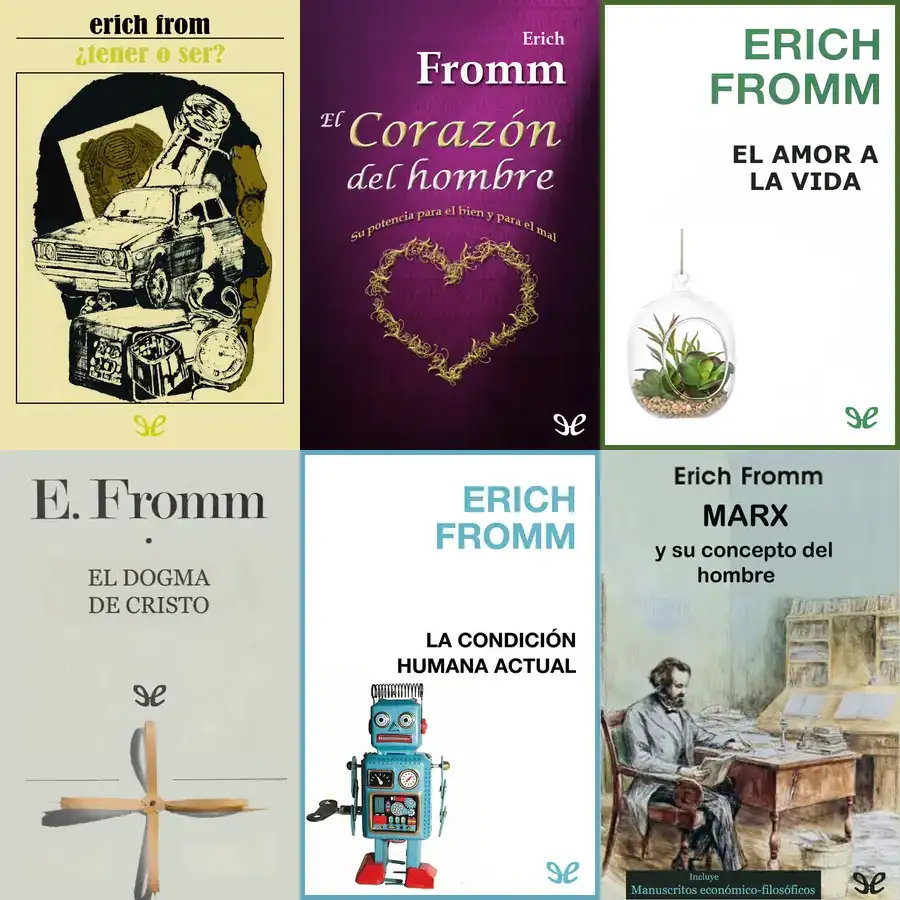 erich from
¿tener o ser?
Erich
Fromm
El Corazón
del hombre
Su potencia para el bien y para el mal
ERICH
FROMM
EL AMOR A
LA VIDA
E. Fromm
EL DOGMA
DE CRISTO
ERICH
FROMM
LA CONDICIÓN
HUMANA ACTUAL
Erich Fromm
MARX
y su concepto del
hombre
Incluye
Manuscritos económico-filosóficos